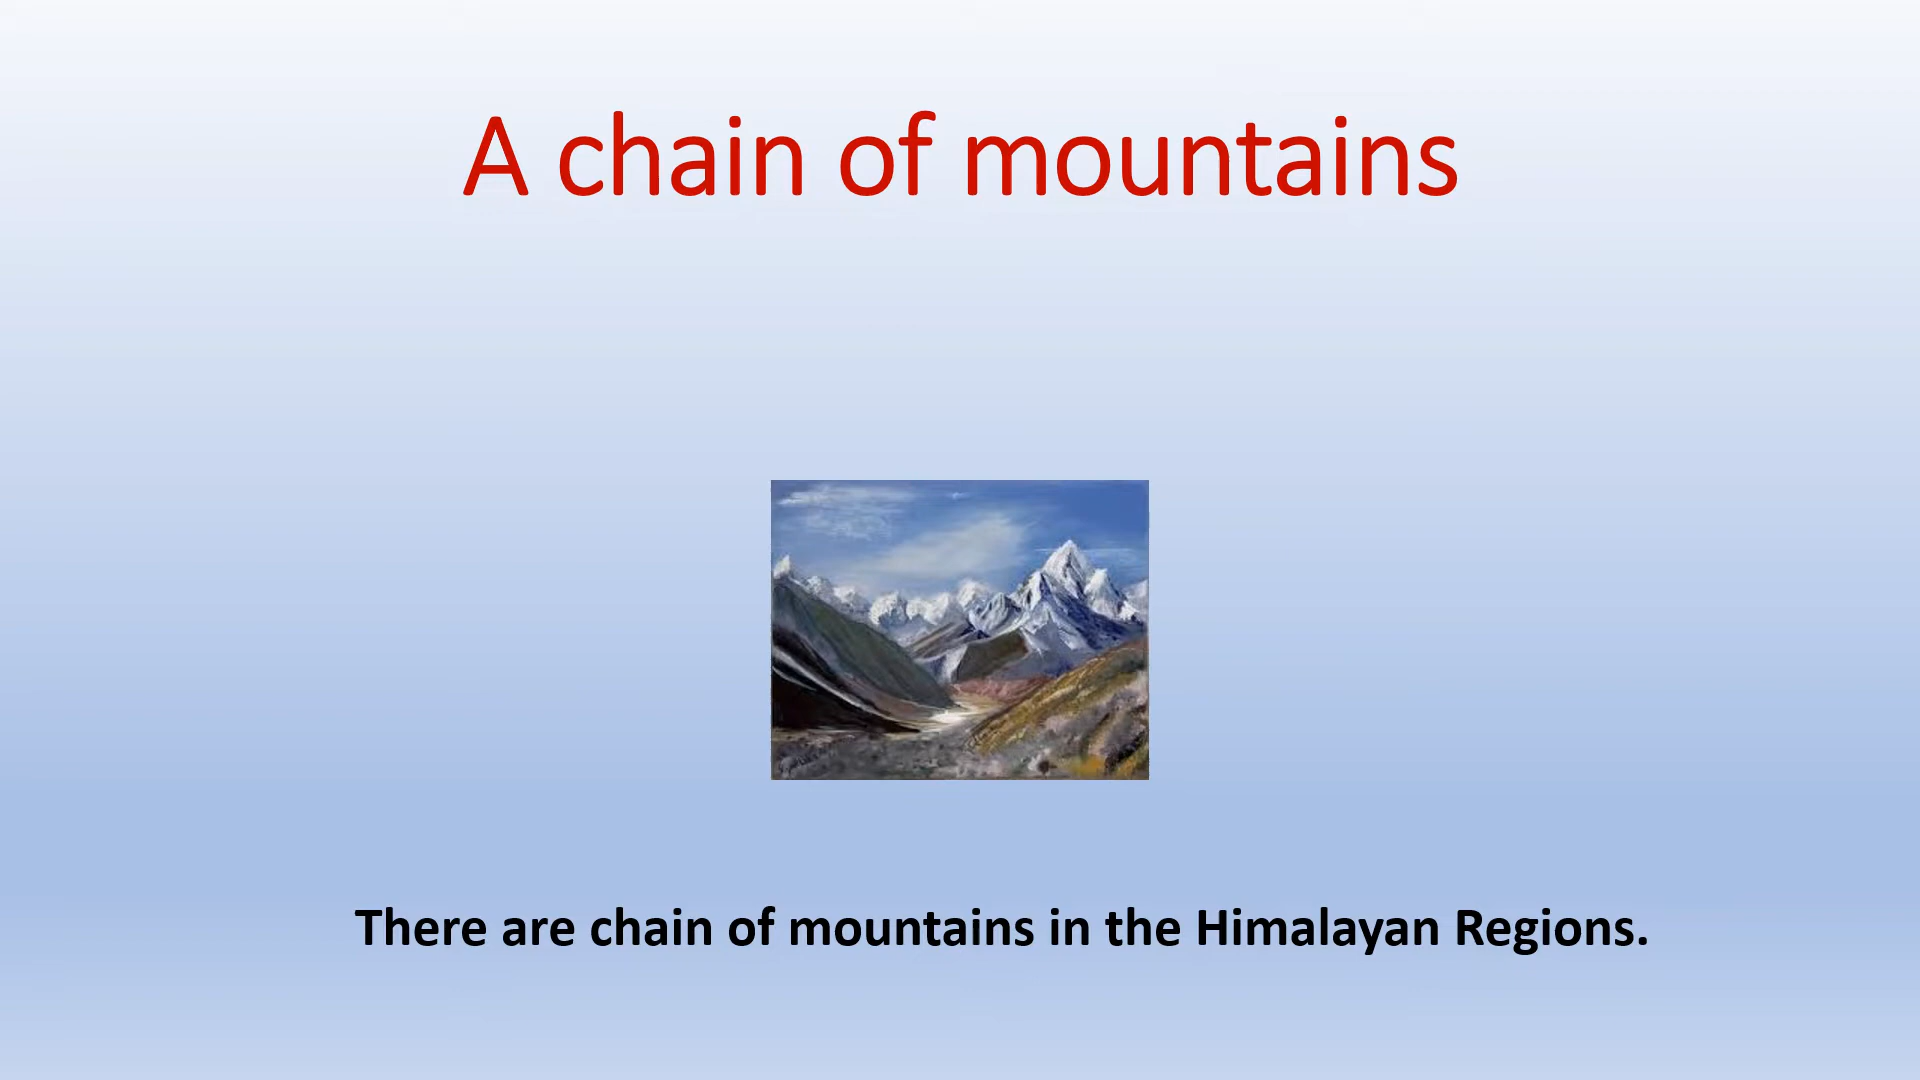 A chain of mountains
There are chain of mountains in the Himalayan Regions.